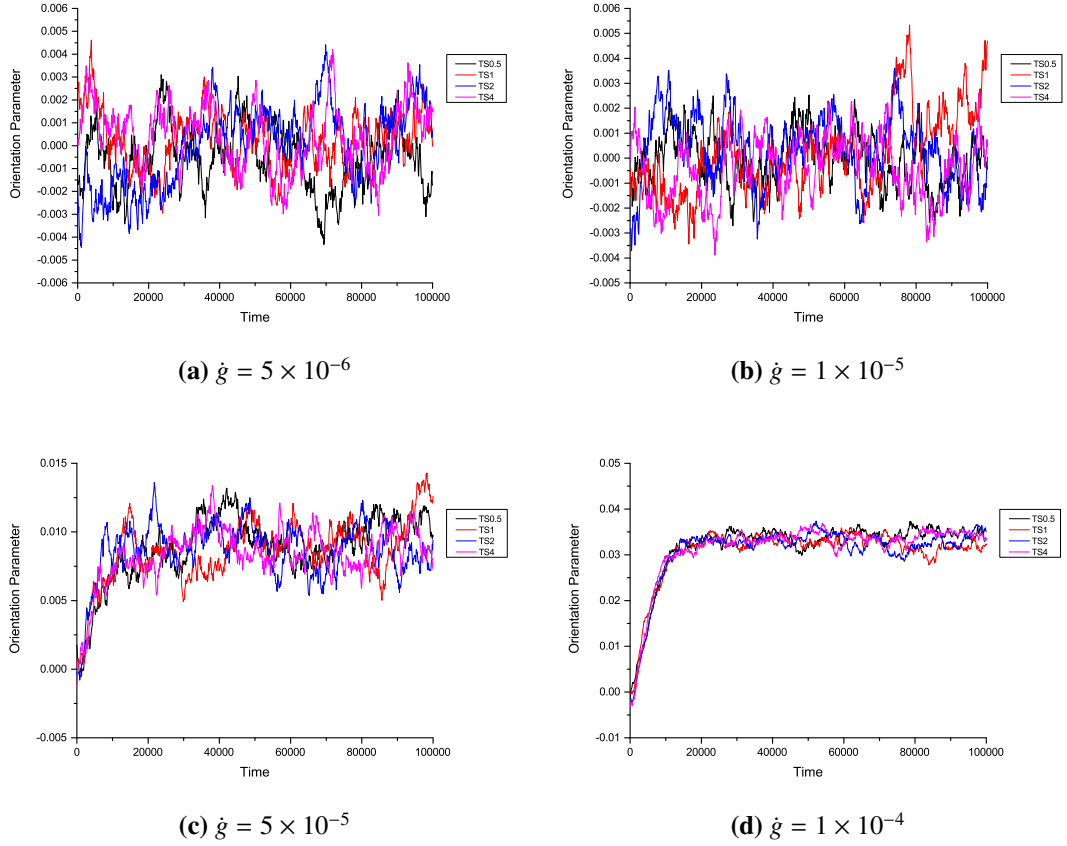 0.006
0.005
0.004
0.003
0.002
0.001
0.000
-0.001
-0.002
-0.003
-0.004
-0.005
-0.006
Orientation Parameter
0
20000
40000
60000
80000
100000
Time
TS0.5
TS1
TS2
TS4
(a) ġ = 5 × 10⁻⁶
0.006
0.005
0.004
0.003
0.002
0.001
0.000
-0.001
-0.002
-0.003
-0.004
-0.005
Orientation Parameter
0
20000
40000
60000
80000
100000
Time
TS0.5
TS1
TS2
TS4
(b) ġ = 1 × 10⁻⁵
0.015
0.010
0.005
0.000
-0.005
Orientation Parameter
0
20000
40000
60000
80000
100000
Time
TS0.5
TS1
TS2
TS4
(c) ġ = 5 × 10⁻⁵
0.05
0.04
0.03
0.02
0.01
0.00
-0.01
Orientation Parameter
0
20000
40000
60000
80000
100000
Time
TS0.5
TS1
TS2
TS4
(d) ġ = 1 × 10⁻⁴